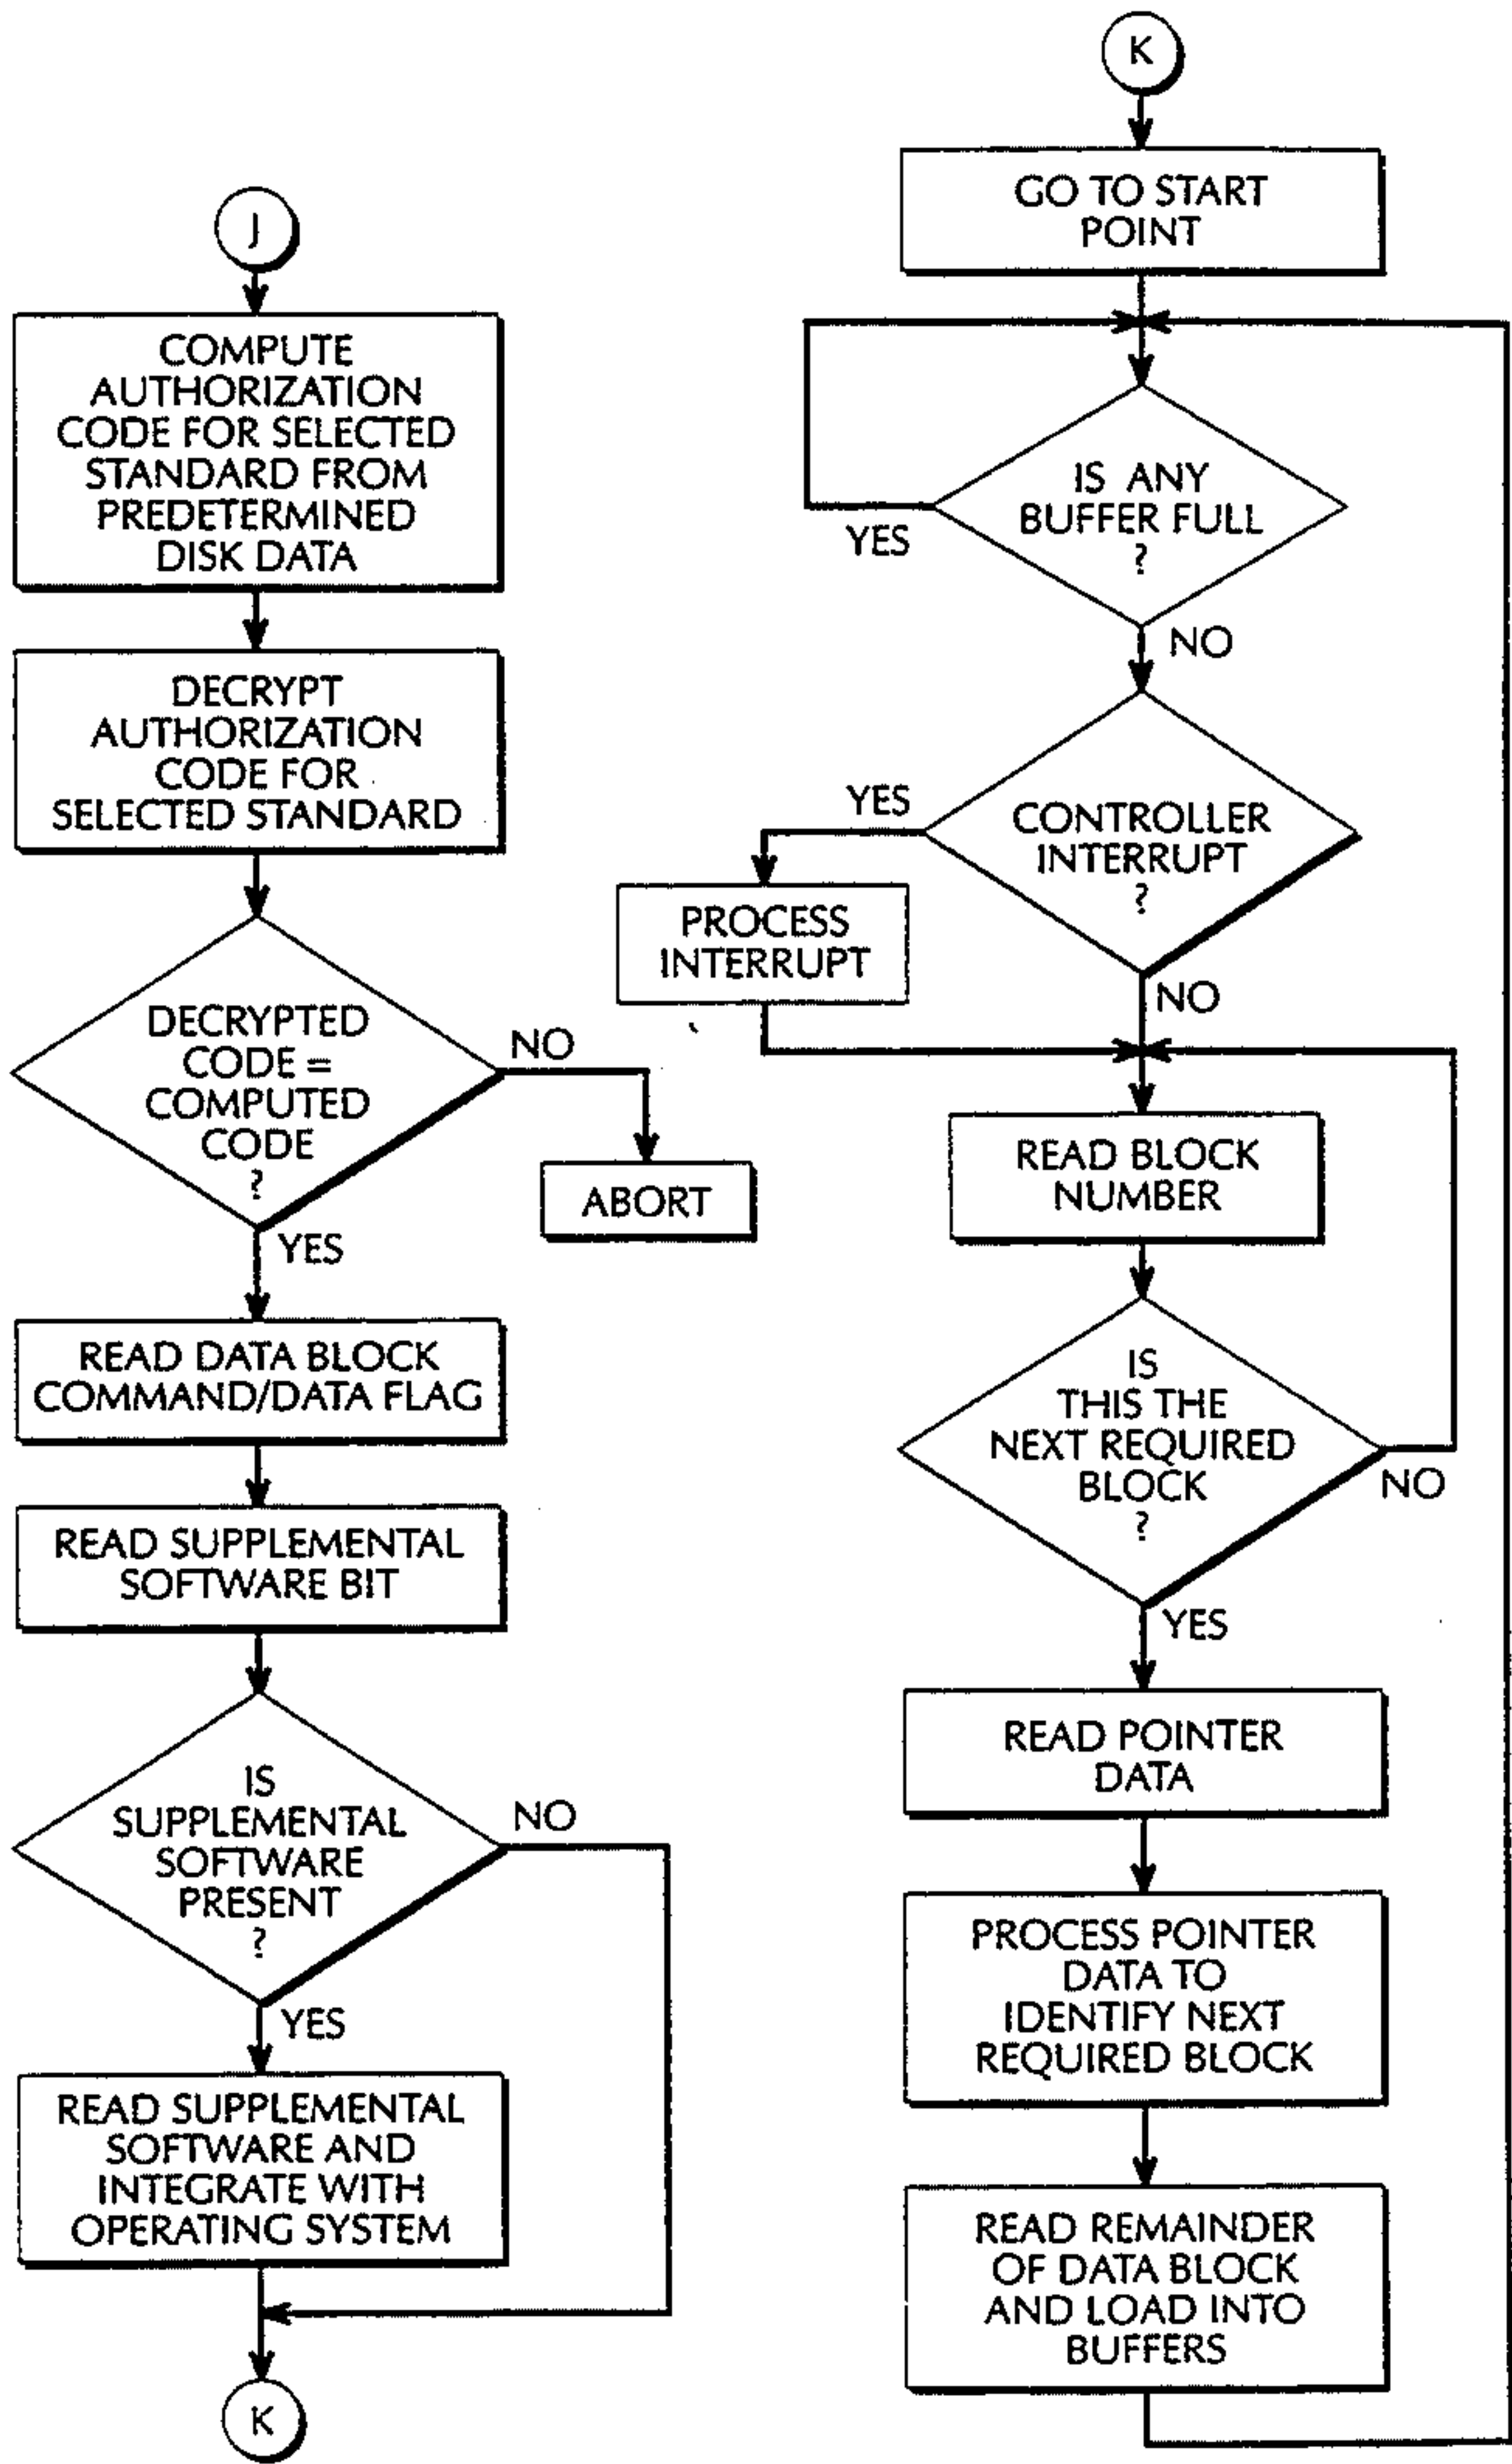 J
COMPUTE
AUTHORIZATION
CODE FOR SELECTED
STANDARD FROM
PREDETERMINED
DISK DATA
DECRYPT
AUTHORIZATION
CODE FOR
SELECTED STANDARD
DECRYPTED
CODE =
COMPUTED
CODE
?
NO
ABORT
YES
READ DATA BLOCK
COMMAND/DATA FLAG
READ SUPPLEMENTAL
SOFTWARE BIT
IS
SUPPLEMENTAL
SOFTWARE
PRESENT
?
NO
YES
READ SUPPLEMENTAL
SOFTWARE AND
INTEGRATE WITH
OPERATING SYSTEM
K
K
GO TO START
POINT
IS ANY
BUFFER FULL
?
YES
NO
CONTROLLER
INTERRUPT
?
YES
PROCESS
INTERRUPT
NO
READ BLOCK
NUMBER
IS
THIS THE
NEXT REQUIRED
BLOCK
?
NO
YES
READ POINTER
DATA
PROCESS POINTER
DATA TO
IDENTIFY NEXT
REQUIRED BLOCK
READ REMAINDER
OF DATA BLOCK
AND LOAD INTO
BUFFERS